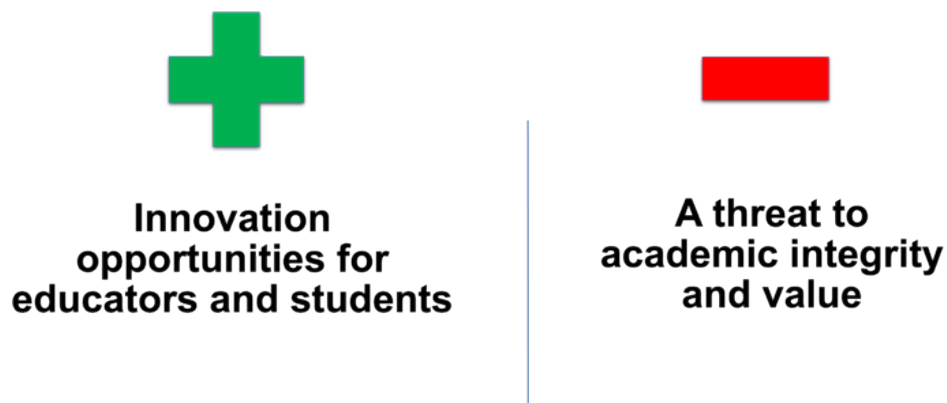 Innovation
opportunities for
educators and students
A threat to
academic integrity
and value